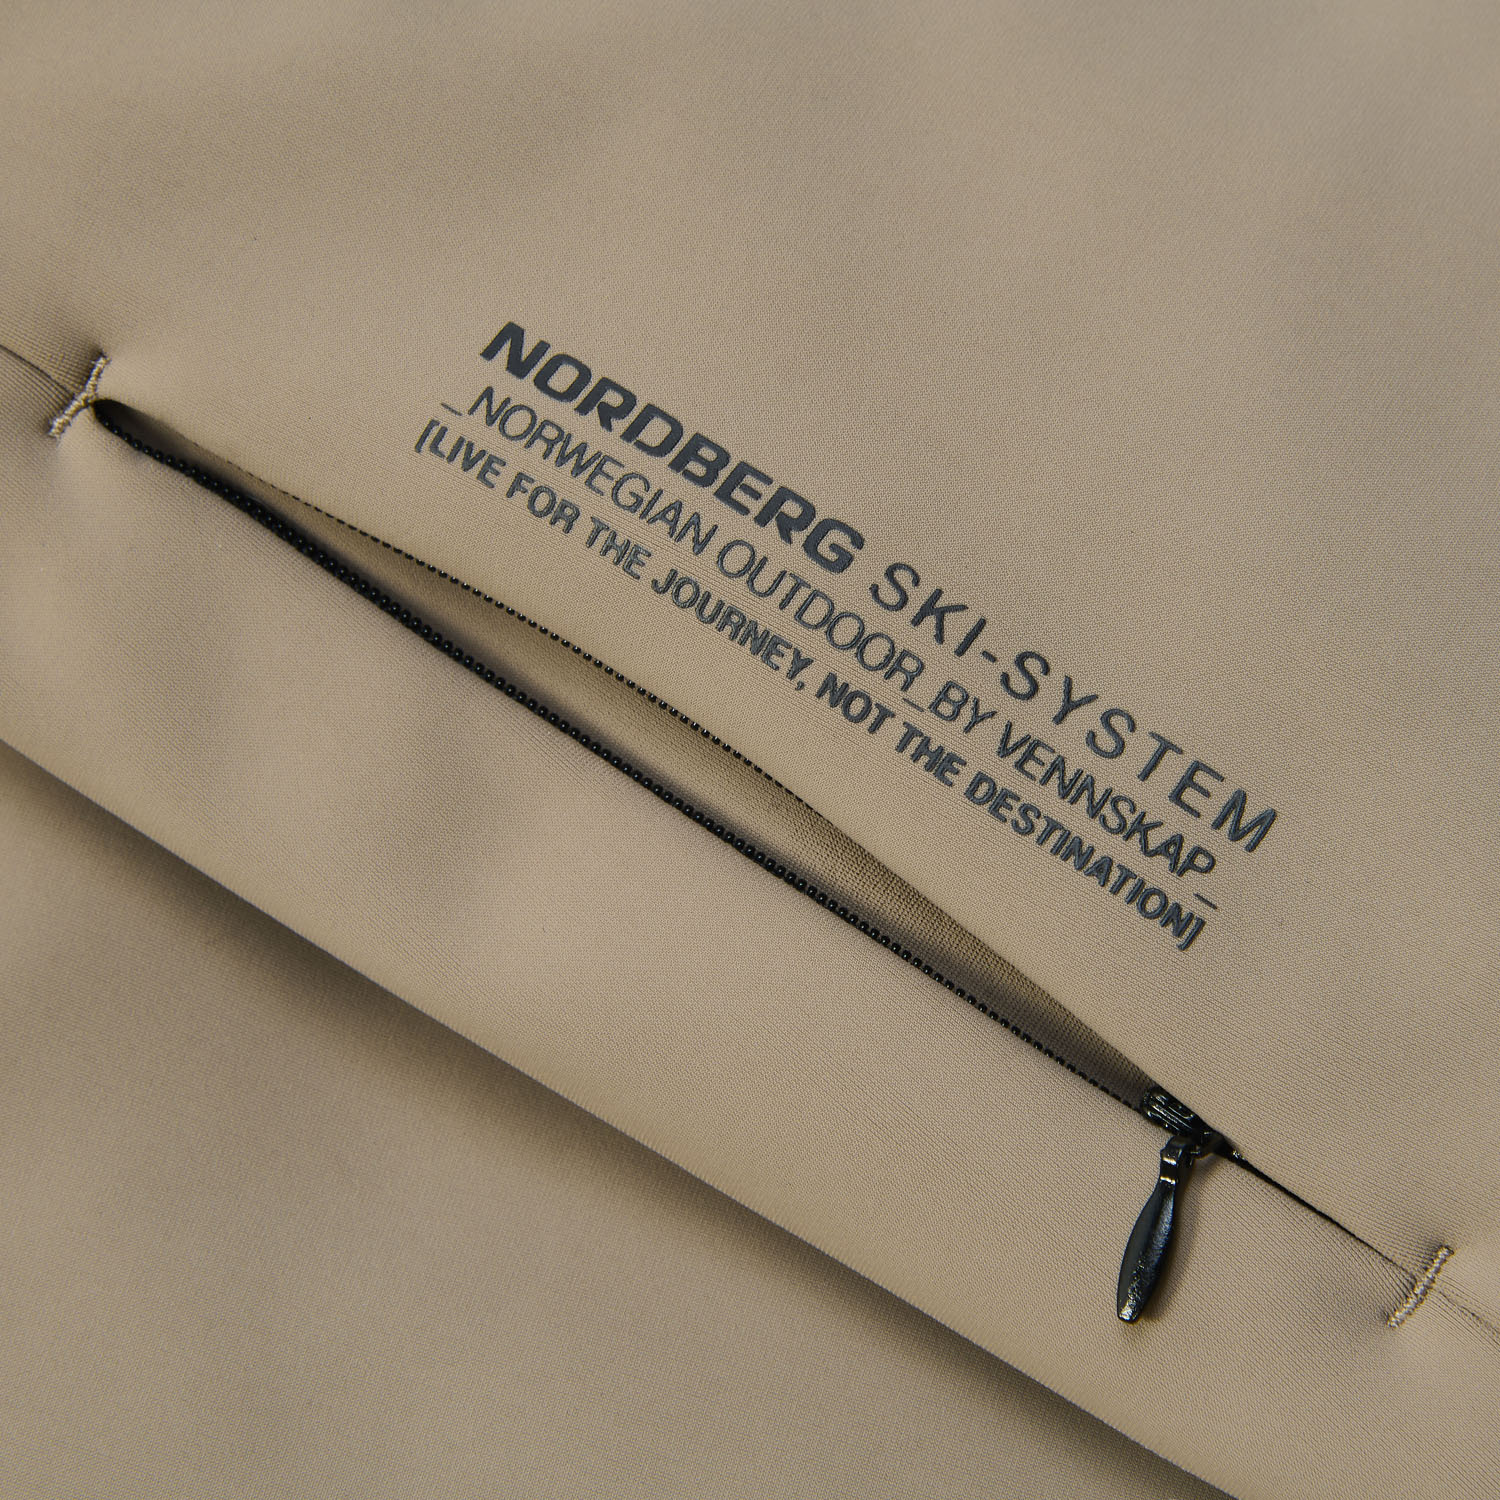 NORDBERG SKI-SYSTEM
_NORWEGIAN OUTDOOR_BY VENNSKAP_
[LIVE FOR THE JOURNEY, NOT THE DESTINATION]